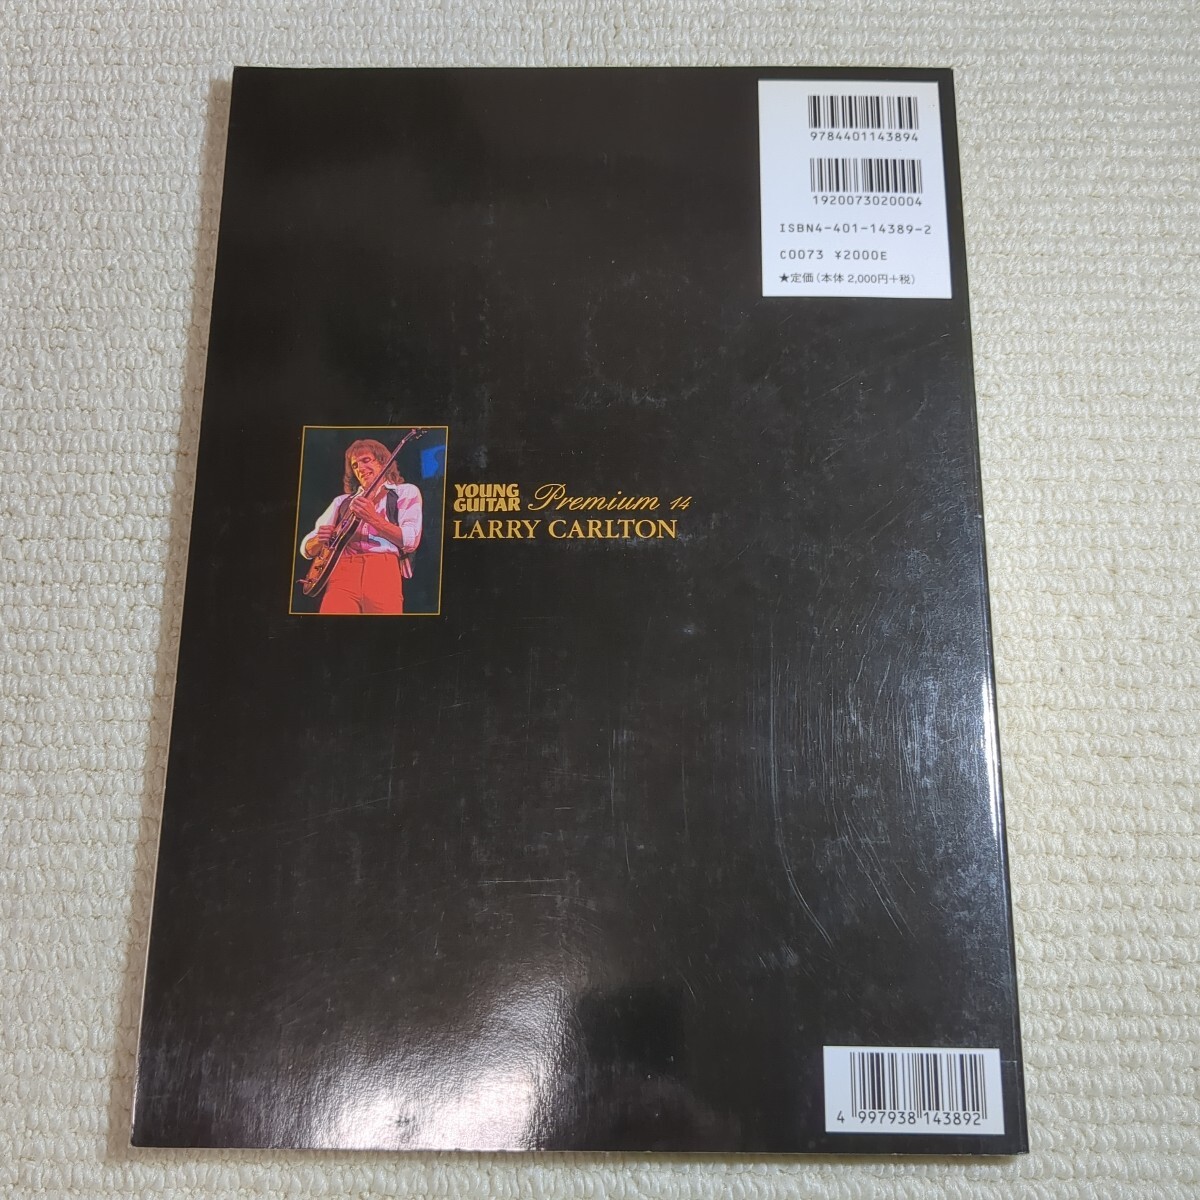 9784401143894
1920073020004
ISBN4-401-14389-2
C0073 ¥2000E
★定価(本体 2,000円+税)
YOUNG
GUITAR Premium 14
LARRY CARLTON
4 997938 143892